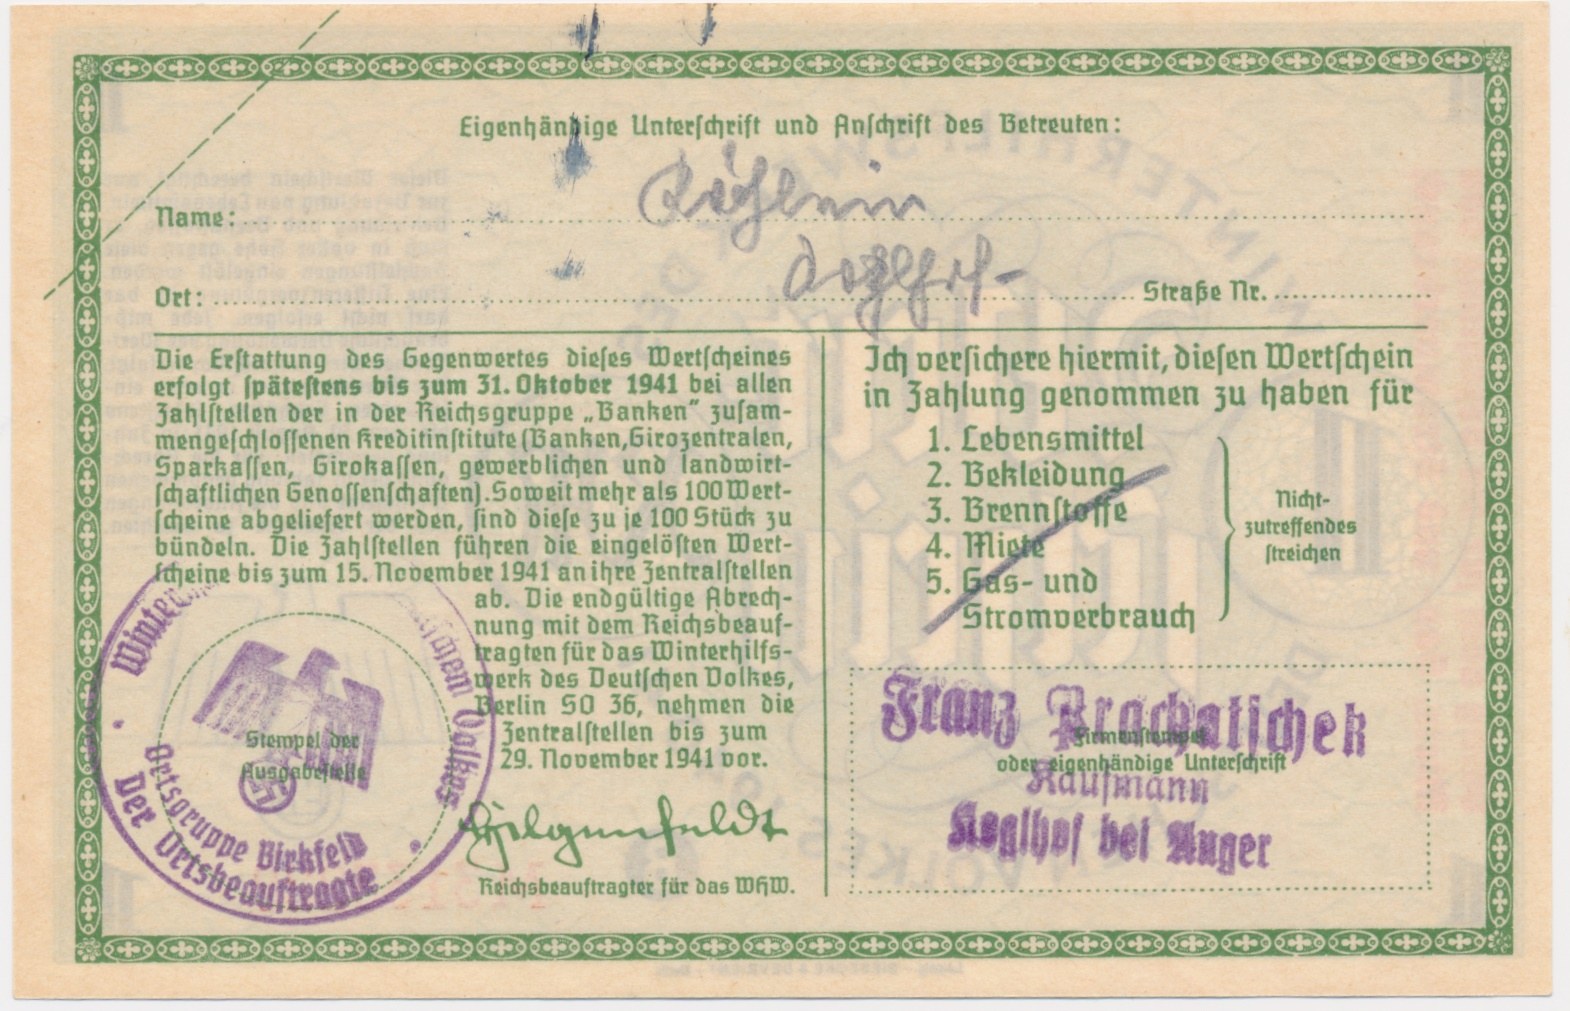 Eigenhändige Unterschrift und Anschrift des Betreuten:
Name:
Ort: Straße Nr.
Die Erstattung des Gegenwertes dieses Wertscheines
erfolgt spätestens bis zum 31. Oktober 1941 bei allen
Zahlstellen der in der Reichsgruppe „Banken“ zusam-
mengeschlossenen Kreditinstitute (Banken, Girozentralen,
Sparkassen, Girokassen, gewerblichen und landwirt-
schaftlichen Genossenschaften). Soweit mehr als 100 Wert-
scheine abgeliefert werden, sind diese zu je 100 Stück zu
bündeln. Die Zahlstellen führen die eingelösten Wert-
scheine bis zum 15. November 1941 an ihre Zentralstellen
ab. Die endgültige Abrech-
nung mit dem Reichsbeauf-
tragten für das Winterhilfs-
werk des Deutschen Volkes,
Berlin SO 36, nehmen die
Zentralstellen bis zum
29. November 1941 vor.
Hilgenfeldt
Reichsbeauftragter für das WHW.
Stempel der
Ausgabestelle
Volkes
Ortsgruppe Birkfeld
Der Ortsbeauftragte
Ich versichere hiermit, diesen Wertschein
in Zahlung genommen zu haben für
1. Lebensmittel
2. Bekleidung
3. Brennstoffe
4. Miete
5. Gas- und
Stromverbrauch
Nicht-
zutreffendes
streichen
Franz Prachatischek
Firmenstempel
oder eigenhändige Unterschrift
Kaufmann
Koglhof bei Anger